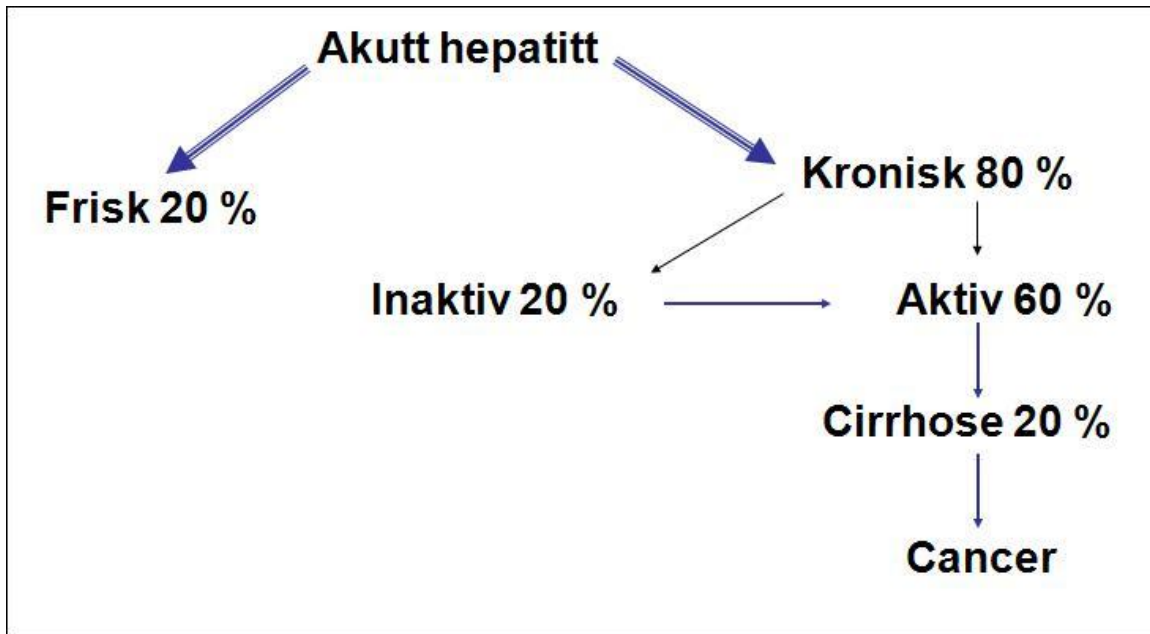 Akutt hepatitt
Kronisk 80 %
Frisk 20 %
Inaktiv 20 %
Aktiv 60 %
Cirrhose 20 %
Cancer